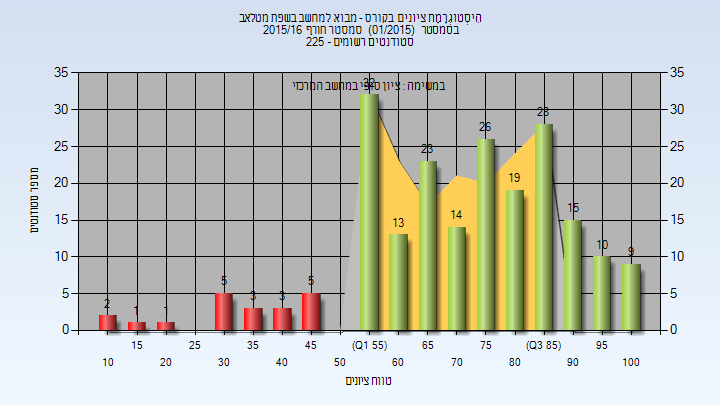 היסטוגרמת ציונים בקורס - מבוא למחשב בשפת מטלאב
בסמסטר (01/2015) סמסטר חורף 2015/16
סטודנטים רשומים - 225
במשימה : ציון סופי במחשב המרכזי
35 35
30 30
25 25
20 20
15 15
10 10
5 5
0 0
מספר סטודנטים
2 1 1 5 3 3 5 32 13 23 14 26 19 28 15 10 9
15 25 35 45 (Q1 55) 65 75 (Q3 85) 95
10 20 30 40 50 60 70 80 90 100
טווח ציונים